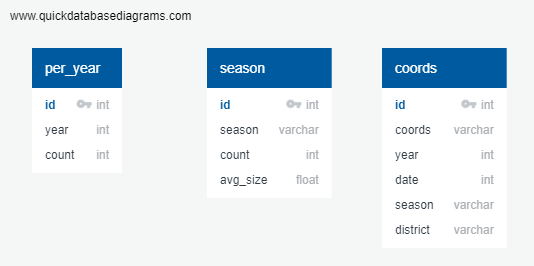 www.quickdatabasediagrams.com
per_year
id int
year int
count int
season
id int
season varchar
count int
avg_size float
coords
id int
coords varchar
year int
date int
season varchar
district varchar